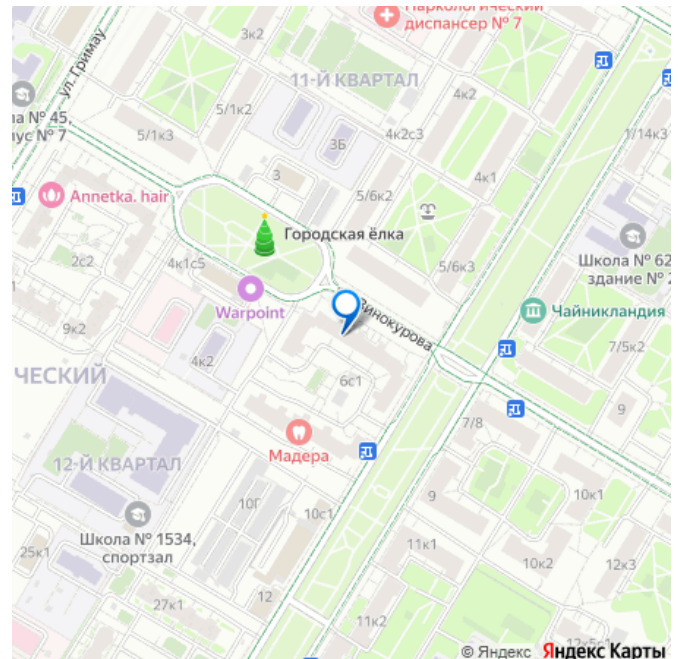 Наркологический
диспансер № 7
3к2
ул. Гримау
11-Й КВАРТАЛ
№ 45,
№ 7
5/1к2
4к2
1/14к3
5/1к3
3Б
4к2с3
3
5/6к2
4к1
Annetka. hair
Городская ёлка
Школа № 62
здание №
2с2
4к1с5
5/6к3
Warpoint
Винокурова
Чайникландия
9к2
7/5к2
4к2
ЧЕСКИЙ
6с1
9
7/8
Мадера
12-Й КВАРТАЛ
9
10к1
10Г
10с1
Школа № 1534,
спортзал
25к1
11к1
10к2
12к3
12
27к1
11к2
12к5с1
© Яндекс Яндекс Карты